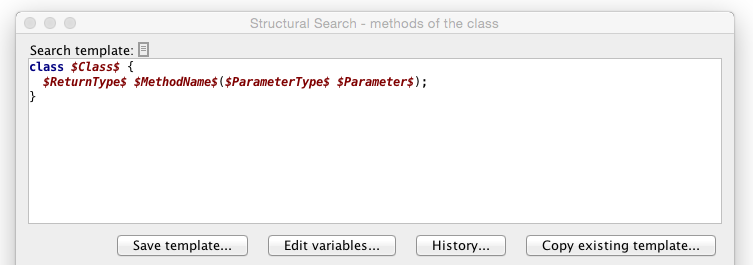 Structural Search - methods of the class
Search template:
class $Class$ {
  $ReturnType$ $MethodName$($ParameterType$ $Parameter$);
}
Save template...
Edit variables...
History...
Copy existing template...